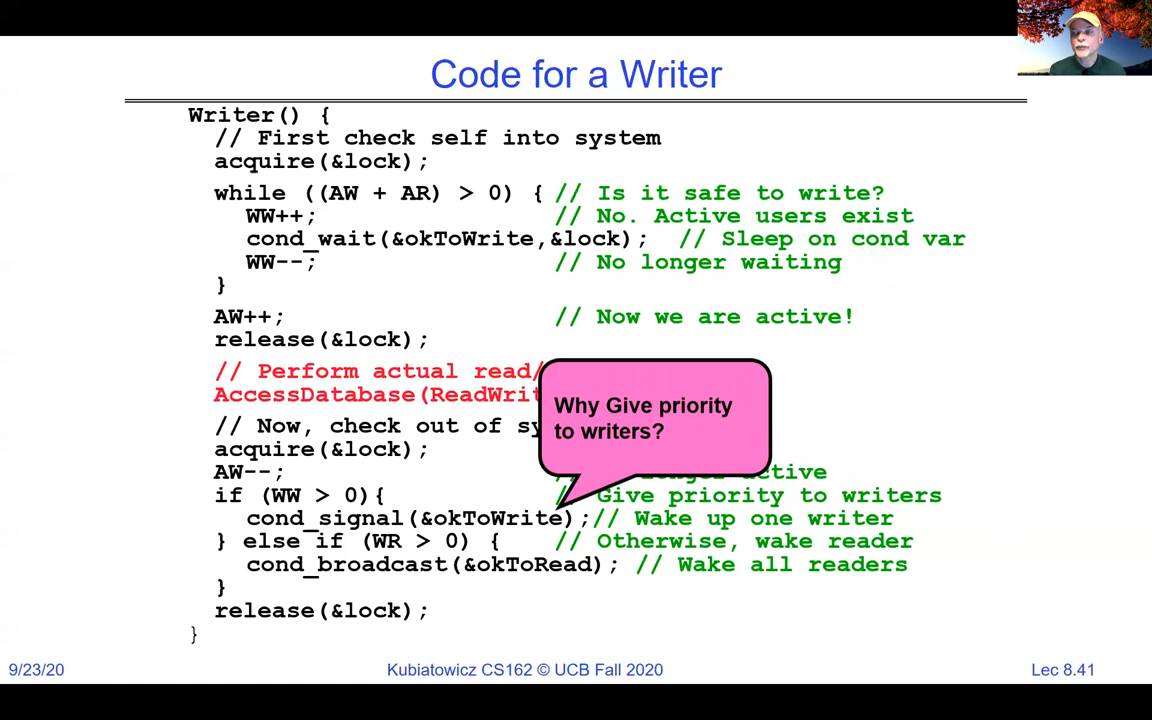 Code for a Writer
Writer() {
// First check self into system
acquire(&lock);
while ((AW + AR) > 0) { // Is it safe to write?
WW++; // No. Active users exist
cond_wait(&okToWrite,&lock); // Sleep on cond var
WW--; // No longer waiting
}
AW++; // Now we are active!
release(&lock);
// Perform actual read/
AccessDatabase(ReadWrit
Why Give priority
to writers?
// Now, check out of sy
acquire(&lock);
AW--; // longer active
if (WW > 0){ // Give priority to writers
cond_signal(&okToWrite);// Wake up one writer
} else if (WR > 0) { // Otherwise, wake reader
cond_broadcast(&okToRead); // Wake all readers
}
release(&lock);
}
9/23/20 Kubiatowicz CS162 © UCB Fall 2020 Lec 8.41